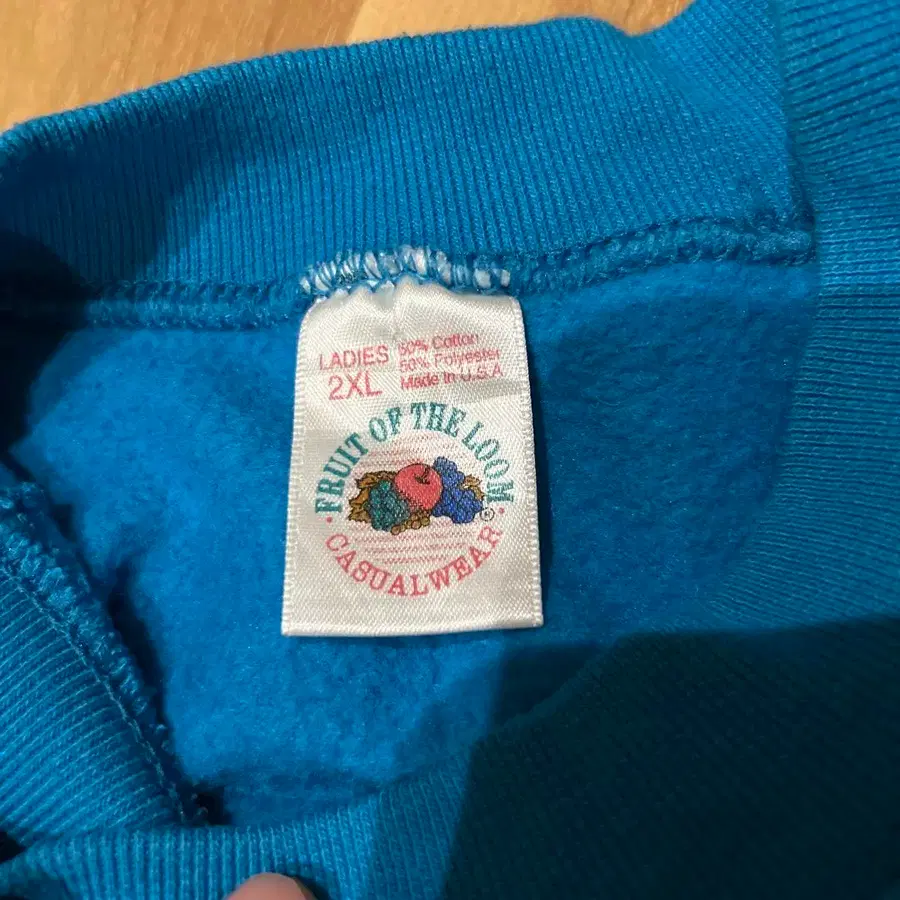 LADIES
2XL
50% Cotton
50% Polyester
Made in U.S.A
FRUIT OF THE LOOM
®
CASUALWEAR